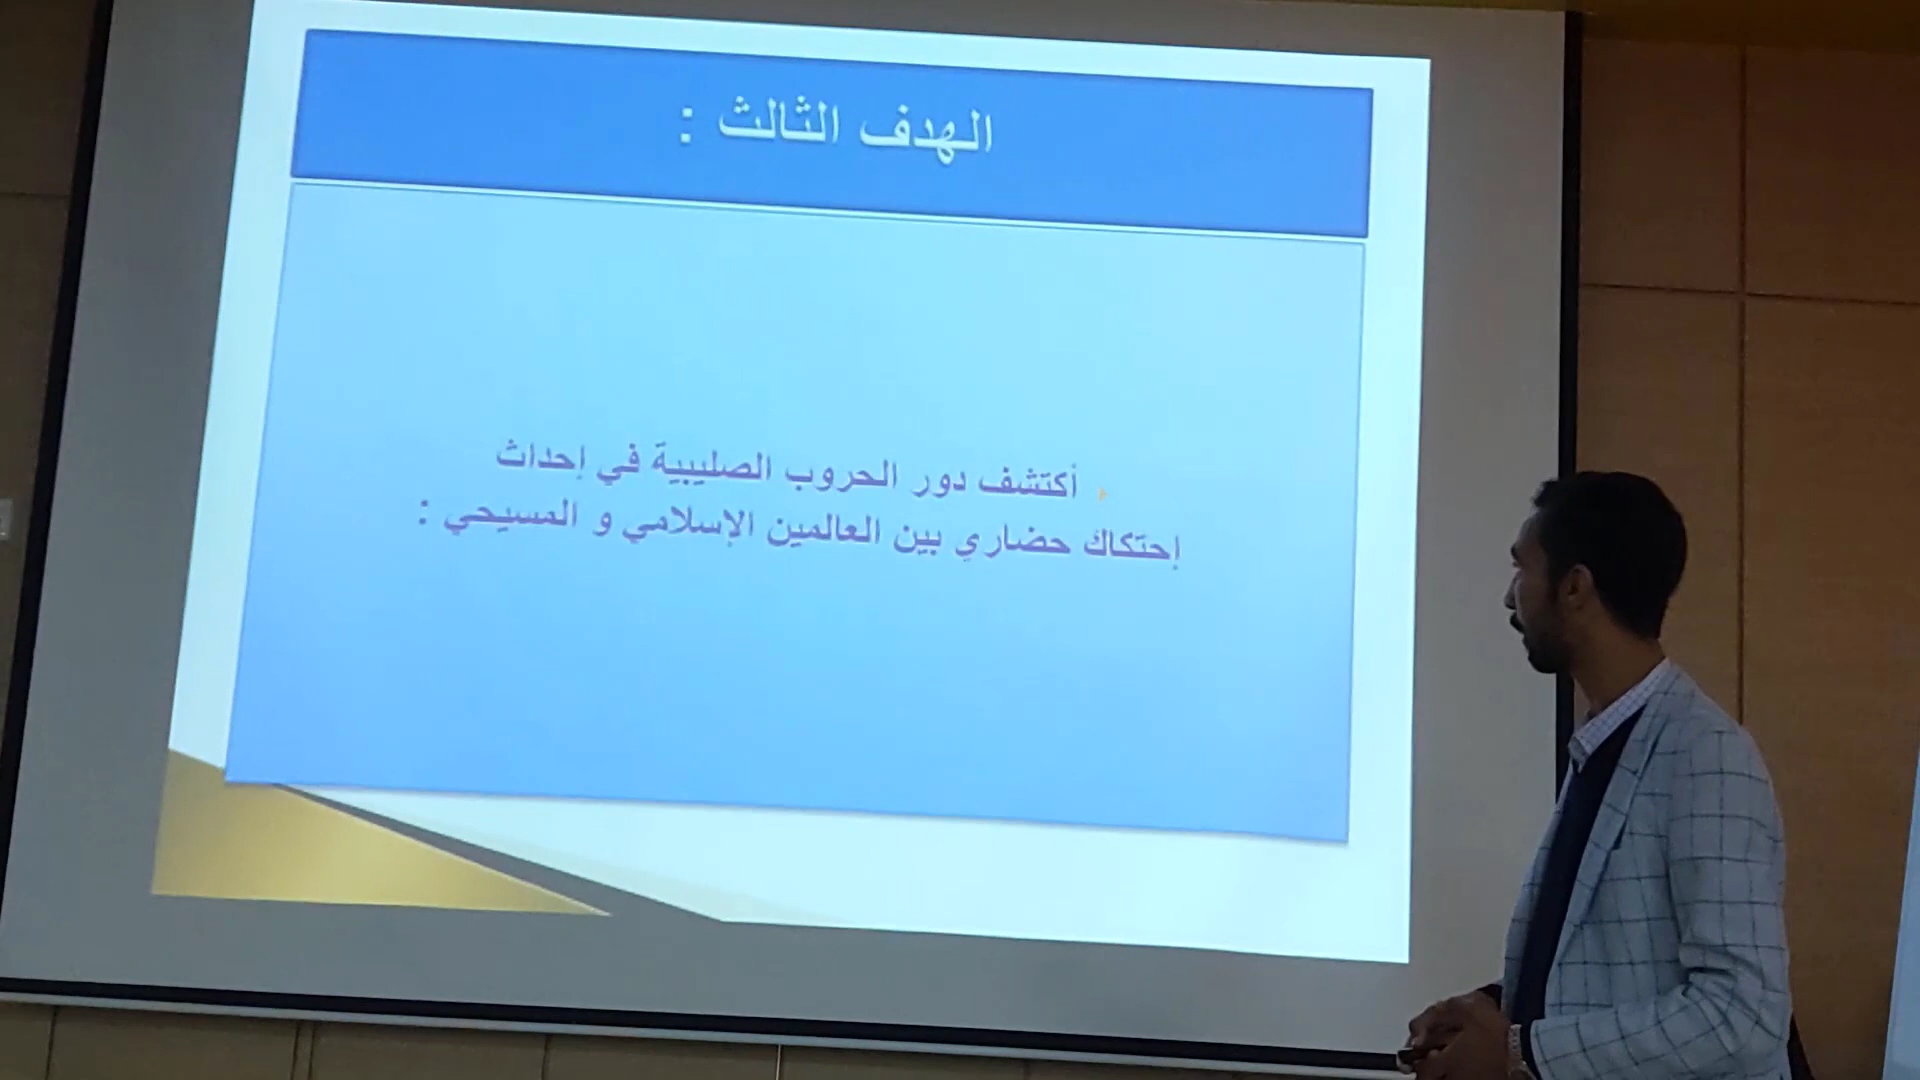 الهدف الثالث :
أكتشف دور الحروب الصليبية في إحداث
إحتكاك حضاري بين العالمين الإسلامي و المسيحي :